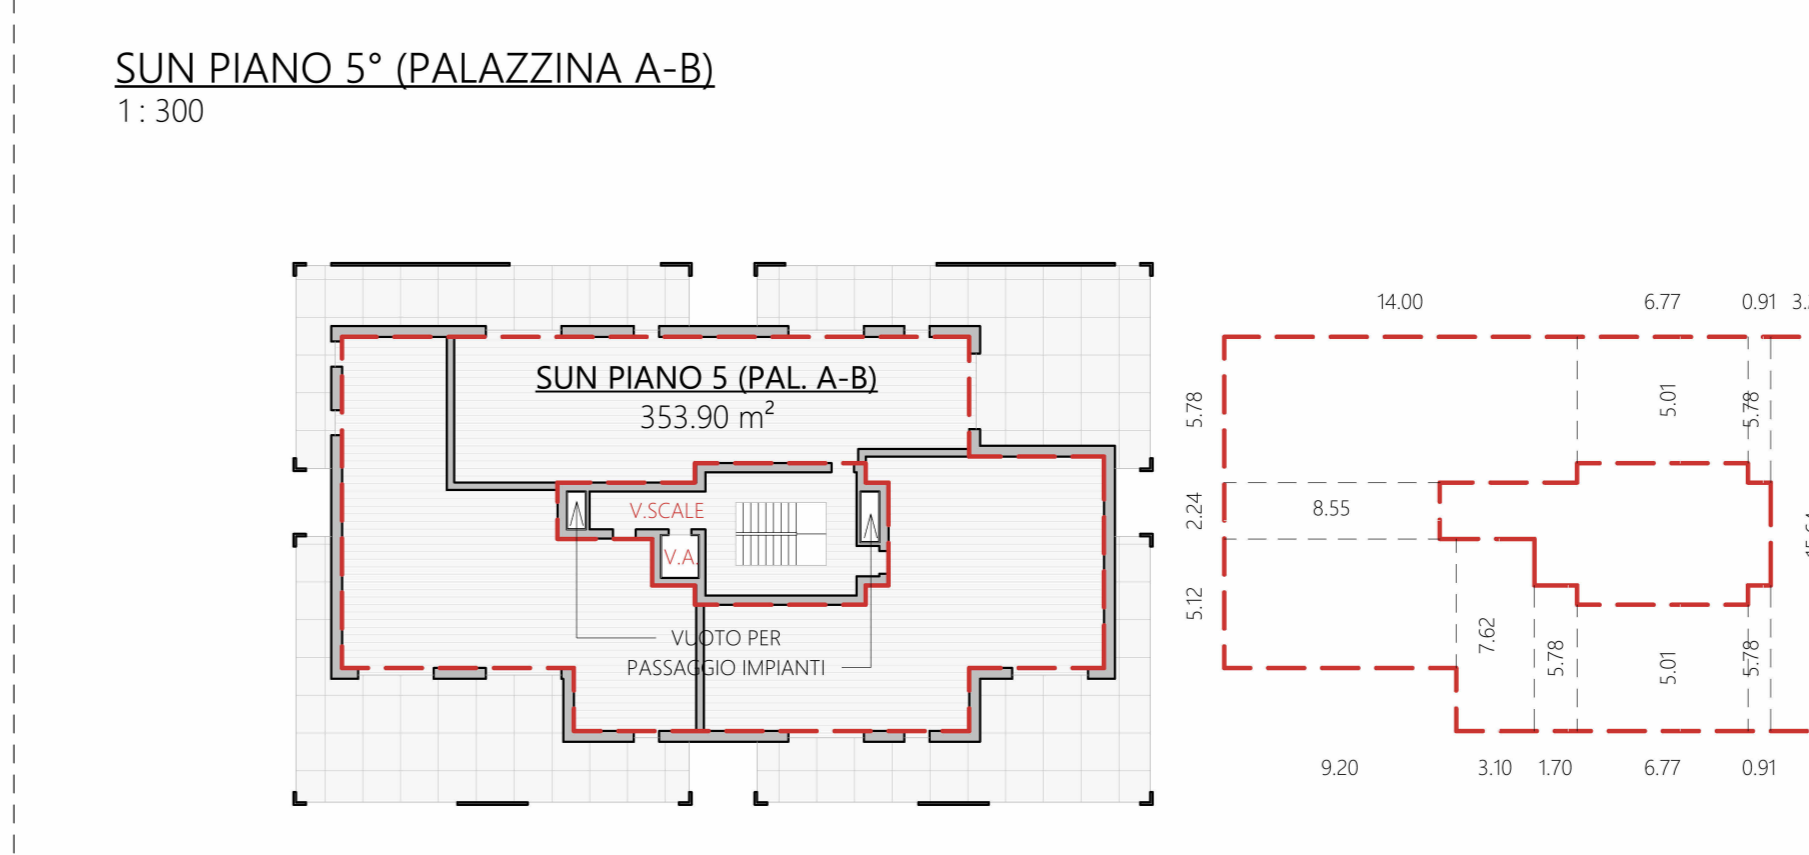 SUN PIANO 5° (PALAZZINA A-B)
1 : 300
SUN PIANO 5 (PAL. A-B)
353.90 m²
V.SCALE
V.A.
VUOTO PER
PASSAGGIO IMPIANTI
14.00
6.77
0.91
5.78
5.01
5.78
2.24
8.55
5.12
7.62
5.78
5.01
5.78
9.20
3.10
1.70
6.77
0.91